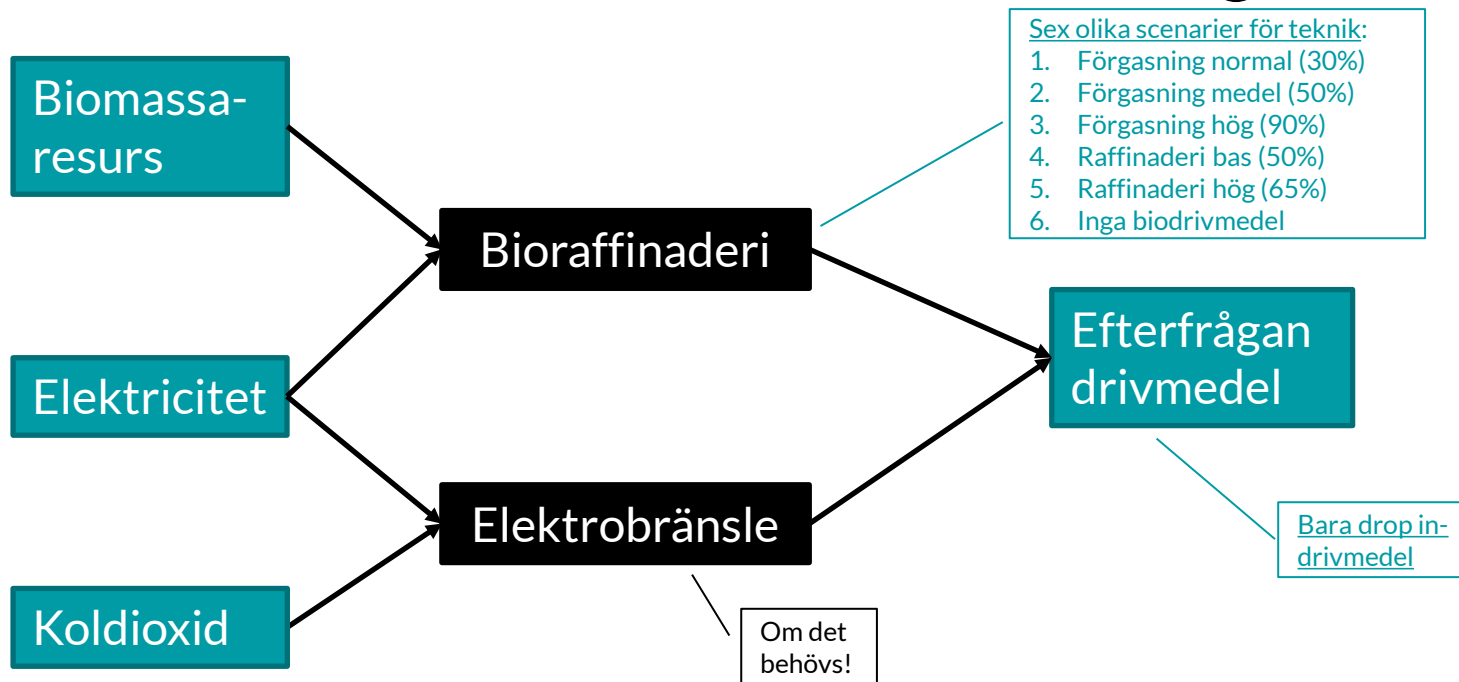 Sex olika scenarier för teknik:
1. Förgasning normal (30%)
2. Förgasning medel (50%)
3. Förgasning hög (90%)
4. Raffinaderi bas (50%)
5. Raffinaderi hög (65%)
6. Inga biodrivmedel
Biomassa-
resurs
Bioraffinaderi
Efterfrågan
drivmedel
Elektricitet
Elektrobränsle
Bara drop in-
drivmedel
Koldioxid
Om det
behövs!